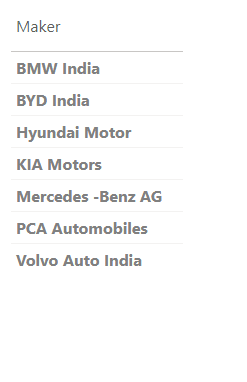 Maker
BMW India
BYD India
Hyundai Motor
KIA Motors
Mercedes -Benz AG
PCA Automobiles
Volvo Auto India